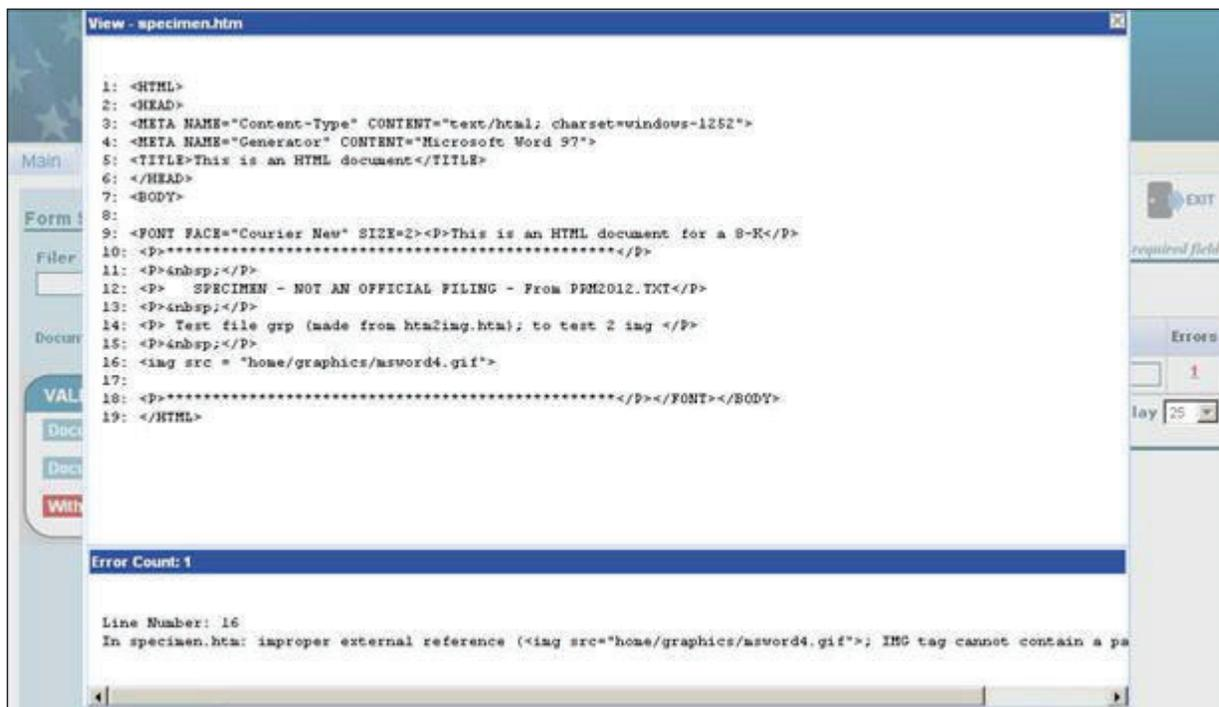 View - specimen.htm
1: <HTML>
2: <HEAD>
3: <META NAME="Content-Type" CONTENT="text/html; charset=windows-1252">
4: <META NAME="Generator" CONTENT="Microsoft Word 97">
5: <TITLE>This is an HTML document</TITLE>
6: </HEAD>
7: <BODY>
8:
9: <FONT FACE="Courier New" SIZE=2><P>This is an HTML document for a 8-K</P>
10: <P>***************************************************</P>
11: <P>&nbsp;</P>
12: <P>   SPECIMEN - NOT AN OFFICIAL FILING - From PRM2012.TXT</P>
13: <P>&nbsp;</P>
14: <P> Test file grp (made from htm2img.htm); to test 2 img </P>
15: <P>&nbsp;</P>
16: <img src = "home/graphics/msword4.gif">
17:
18: <P>***************************************************</P></FONT></BODY>
19: </HTML>
Main
Form S
Filer
Docum
VALI
Docu
Docu
With
EXIT
required field
Errors
1
lay 25
Error Count: 1
Line Number: 16
In specimen.htm: improper external reference (<img src="home/graphics/msword4.gif">; IMG tag cannot contain a pa